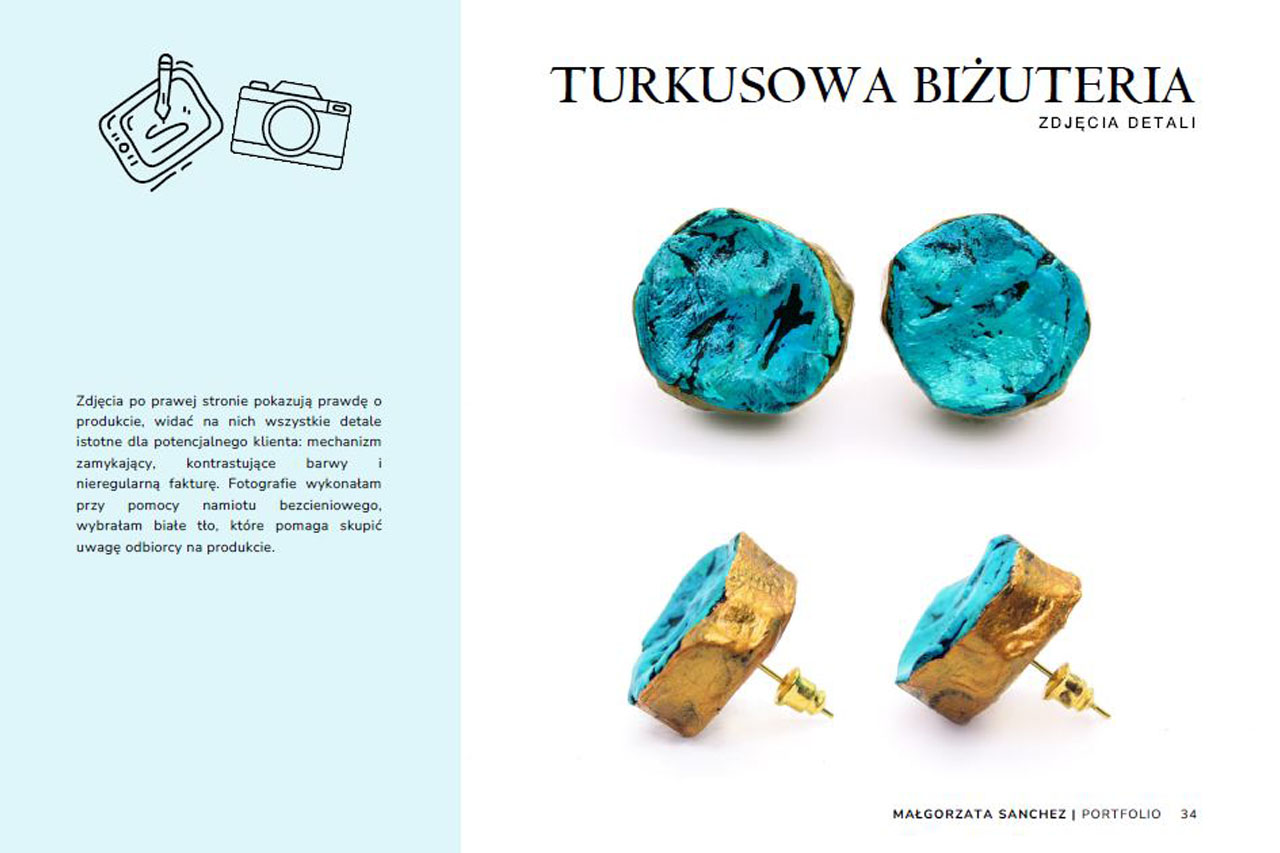 TURKUSOWA BIŻUTERIA
ZDJĘCIA DETALI
Zdjęcia po prawej stronie pokazują prawdę o
produkcie, widać na nich wszystkie detale
istotne dla potencjalnego klienta: mechanizm
zamykający, kontrastujące barwy i
nieregularną fakturę. Fotografie wykonałam
przy pomocy namiotu bezcieniowego,
wybrałam białe tło, które pomaga skupić
uwagę odbiorcy na produkcie.
MAŁGORZATA SANCHEZ | PORTFOLIO 34